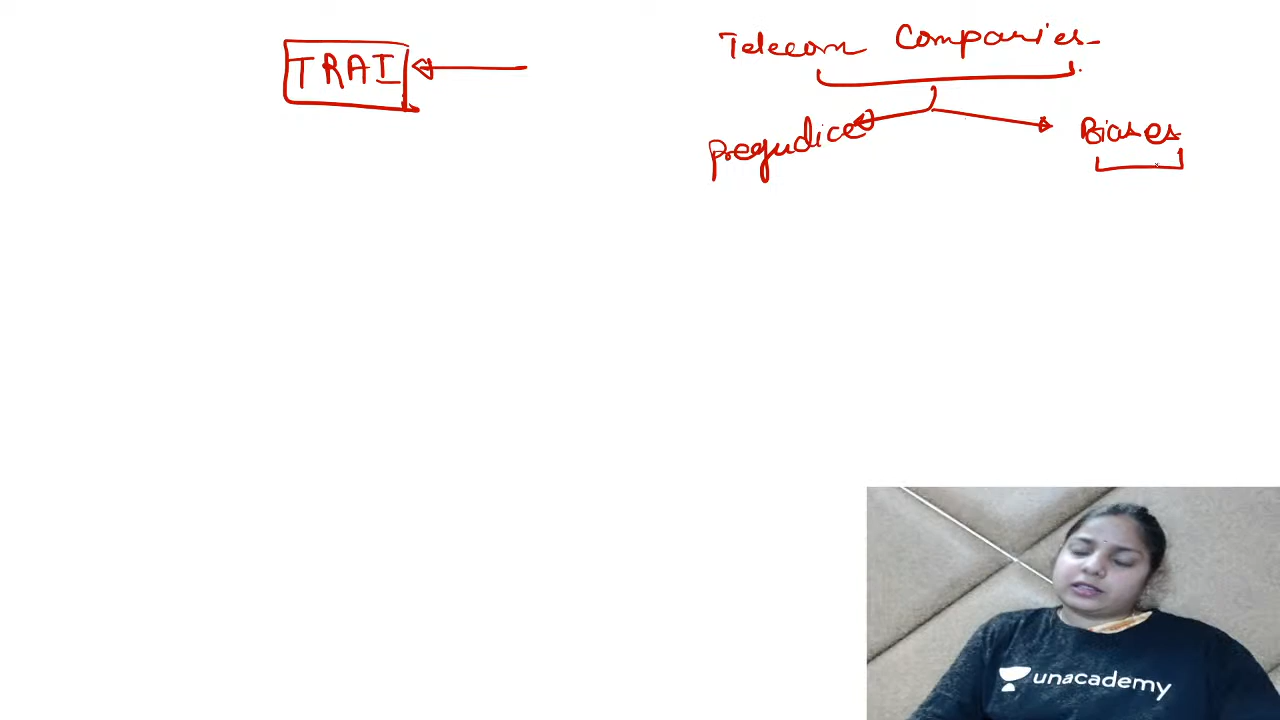 TRAI
Telecom Companies
Prejudice
Biases
unacademy